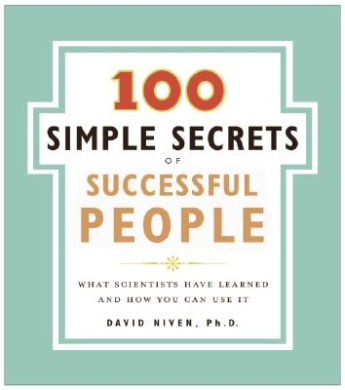 100
SIMPLE SECRETS
OF
SUCCESSFUL
PEOPLE
WHAT SCIENTISTS HAVE LEARNED
AND HOW YOU CAN USE IT
DAVID NIVEN, Ph.D.